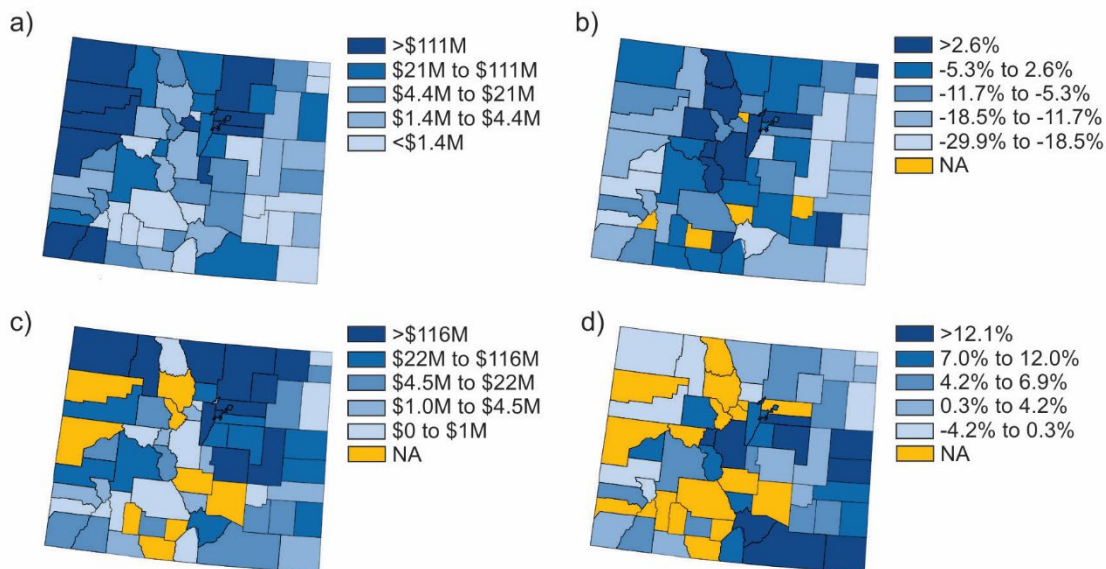 a)
>$111M
$21M to $111M
$4.4M to $21M
$1.4M to $4.4M
<$1.4M
b)
>2.6%
-5.3% to 2.6%
-11.7% to -5.3%
-18.5% to -11.7%
-29.9% to -18.5%
NA
c)
>$116M
$22M to $116M
$4.5M to $22M
$1.0M to $4.5M
$0 to $1M
NA
d)
>12.1%
7.0% to 12.0%
4.2% to 6.9%
0.3% to 4.2%
-4.2% to 0.3%
NA